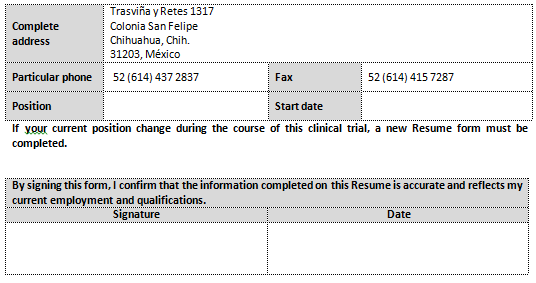 Complete address
Trasviña y Retes 1317
Colonia San Felipe
Chihuahua, Chih.
31203, México
Particular phone 52 (614) 437 2837 Fax 52 (614) 415 7287
Position Start date
If your current position change during the course of this clinical trial, a new Resume form must be
completed.
By signing this form, I confirm that the information completed on this Resume is accurate and reflects my
current employment and qualifications.
Signature Date